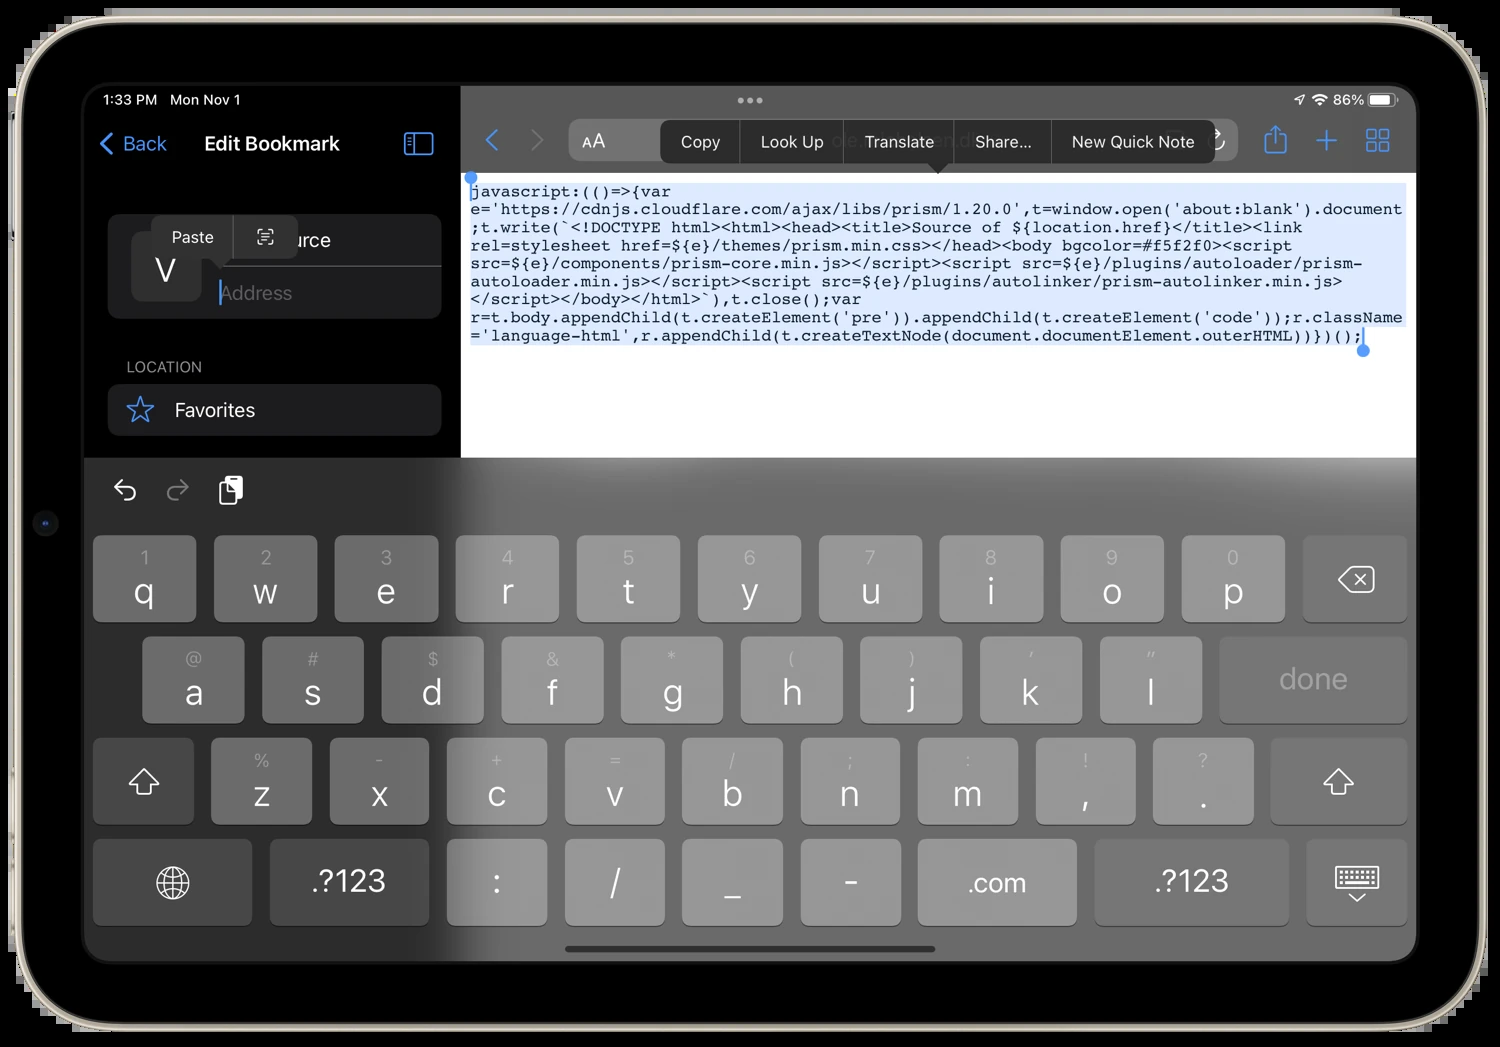 1:33 PM Mon Nov 1
86%
Back
Edit Bookmark
AA
Copy
Look Up
Translate
Share...
New Quick Note
Paste
V
Address
LOCATION
Favorites
javascript:(()=>{var
e='https://cdnjs.cloudflare.com/ajax/libs/prism/1.20.0',t=window.open('about:blank').document
;t.write(`<!DOCTYPE html><html><head><title>Source of ${location.href}</title><link
rel=stylesheet href=${e}/themes/prism.min.css></head><body bgcolor=#f5f2f0><script
src=${e}/components/prism-core.min.js></script><script src=${e}/plugins/autoloader/prism-
autoloader.min.js></script><script src=${e}/plugins/autolinker/prism-autolinker.min.js>
</script></body></html>`),t.close();var
r=t.body.appendChild(t.createElement('pre')).appendChild(t.createElement('code'));r.className
='language-html',r.appendChild(t.createTextNode(document.documentElement.outerHTML))})();
1 2 3 4 5 6 7 8 9 0
q w e r t y u i o p
@ # $ & * ( ) ' "
a s d f g h j k l done
% - + = / ; : ! ?
z x c v b n m , .
.?123 : / _ - .com .?123